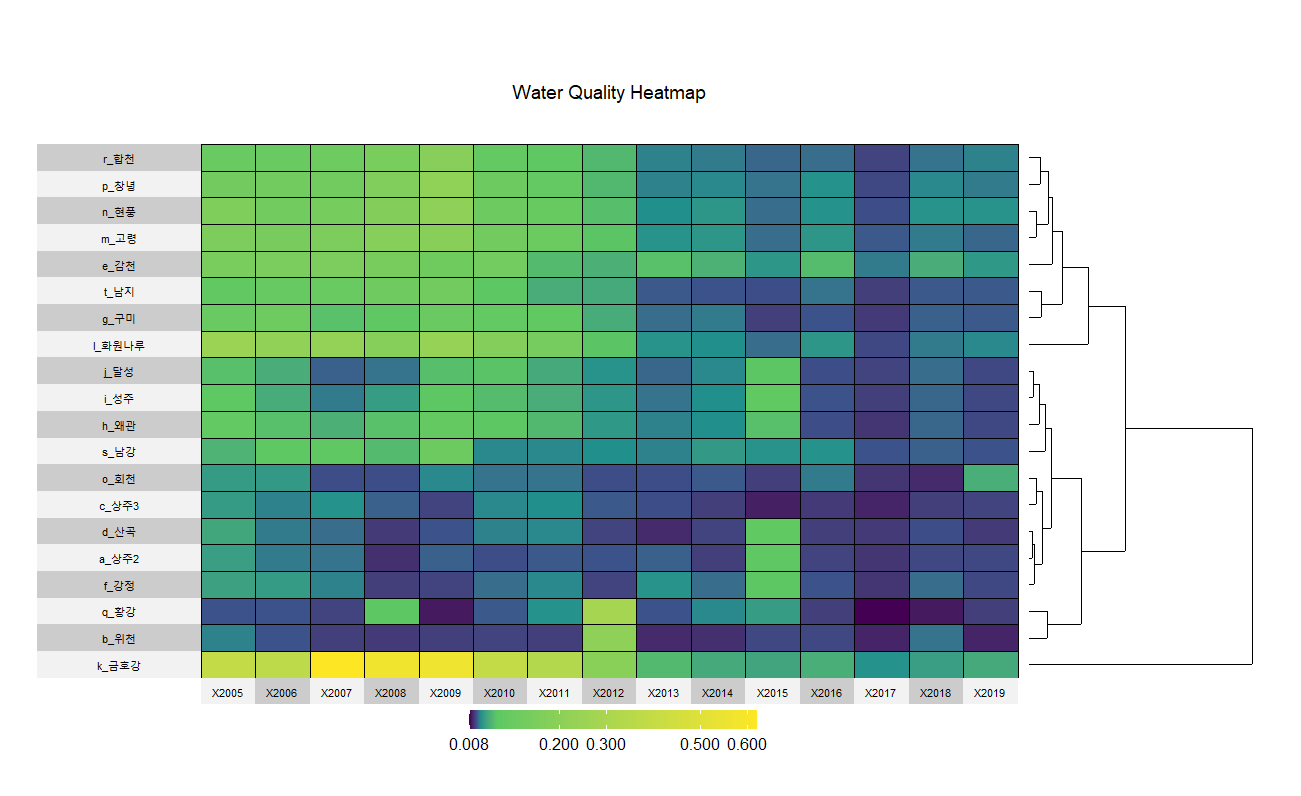 Water Quality Heatmap
r_합천
p_창녕
n_현풍
m_고령
e_감천
t_남지
g_구미
l_화원나루
j_달성
i_성주
h_왜관
s_남강
o_회천
c_상주3
d_산곡
a_상주2
f_강정
q_황강
b_위천
k_금호강
X2005 X2006 X2007 X2008 X2009 X2010 X2011 X2012 X2013 X2014 X2015 X2016 X2017 X2018 X2019
0.008 0.200 0.300 0.500 0.600